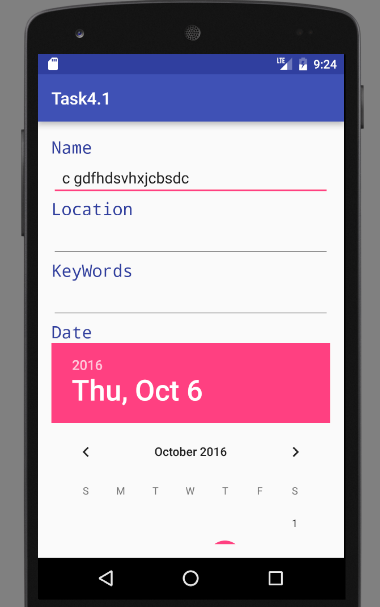 LTE 9:24
Task4.1
Name
c gdfhdsvhxjcbsdc
Location
KeyWords
Date
2016
Thu, Oct 6
October 2016
S M T W T F S
1